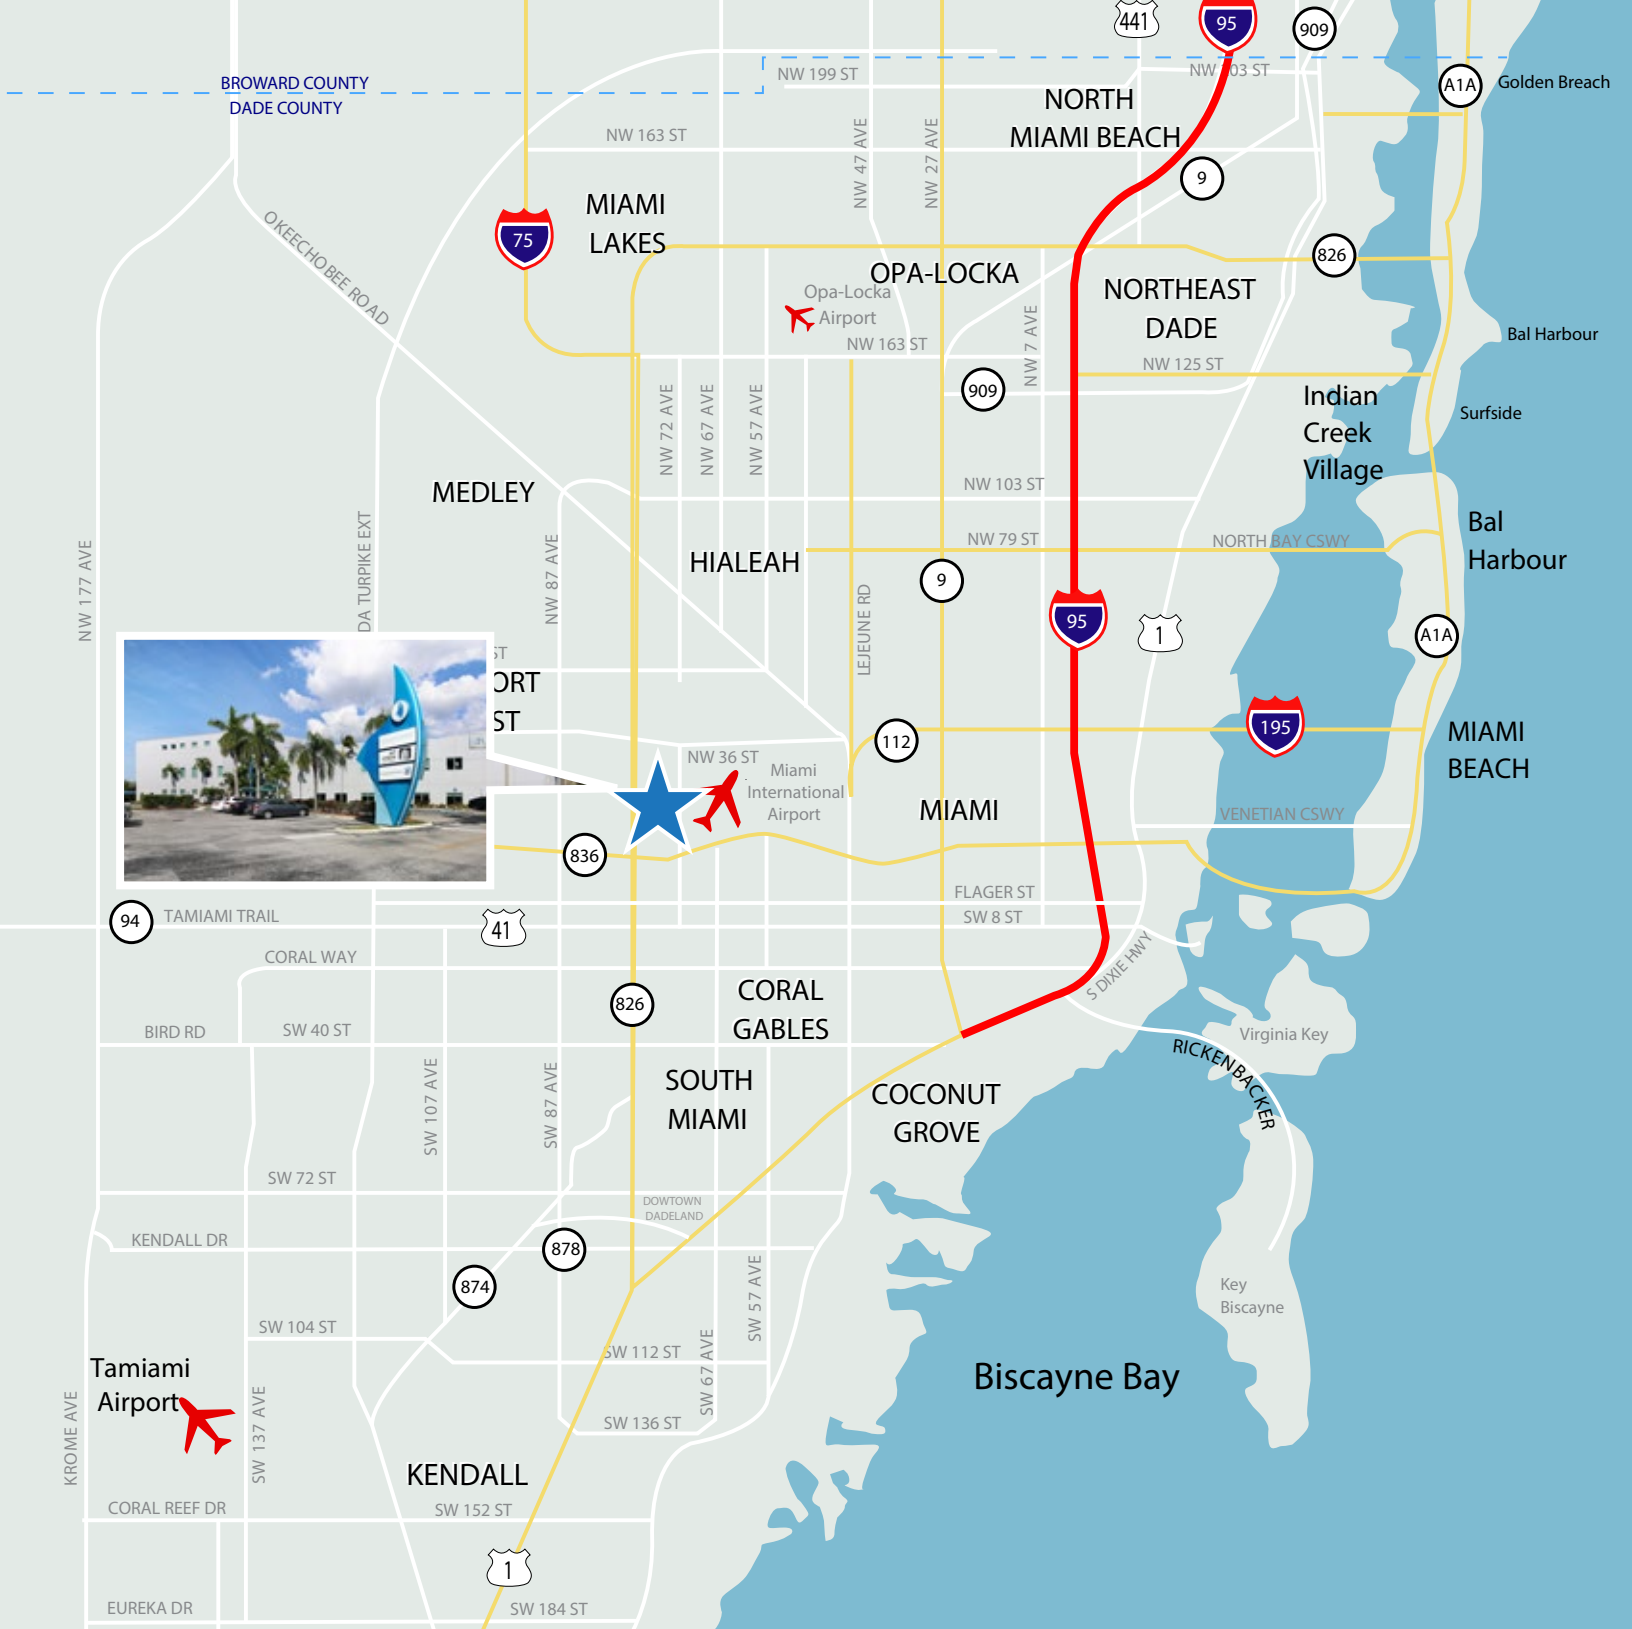 441
95
909
NW 199 ST
NW 203 ST
BROWARD COUNTY
DADE COUNTY
A1A
Golden Breach
NORTH
MIAMI BEACH
NW 163 ST
NW 47 AVE
NW 27 AVE
9
MIAMI
LAKES
75
OKEECHOBEE ROAD
826
OPA-LOCKA
Opa-Locka
Airport
NORTHEAST
DADE
NW 163 ST
NW 7 AVE
Bal Harbour
NW 125 ST
909
NW 72 AVE
NW 67 AVE
NW 57 AVE
Indian
Creek
Village
Surfside
MEDLEY
NW 103 ST
NW 177 AVE
DA TURPIKE EXT
NW 87 AVE
HIALEAH
NW 79 ST
NORTH BAY CSWY
Bal
Harbour
9
LEJEUNE RD
95
1
A1A
ST
ORT
ST
112
195
MIAMI
BEACH
NW 36 ST
Miami
International
Airport
MIAMI
VENETIAN CSWY
836
FLAGER ST
94
TAMIAMI TRAIL
41
SW 8 ST
CORAL WAY
S DIXIE HWY
826
CORAL
GABLES
BIRD RD
SW 40 ST
Virginia Key
RICKENBACKER
SW 107 AVE
SW 87 AVE
SOUTH
MIAMI
COCONUT
GROVE
SW 72 ST
DOWTOWN
DADELAND
KENDALL DR
878
874
SW 57 AVE
Key
Biscayne
SW 104 ST
SW 112 ST
SW 67 AVE
Tamiami
Airport
Biscayne Bay
KROME AVE
SW 137 AVE
SW 136 ST
KENDALL
CORAL REEF DR
SW 152 ST
1
EUREKA DR
SW 184 ST